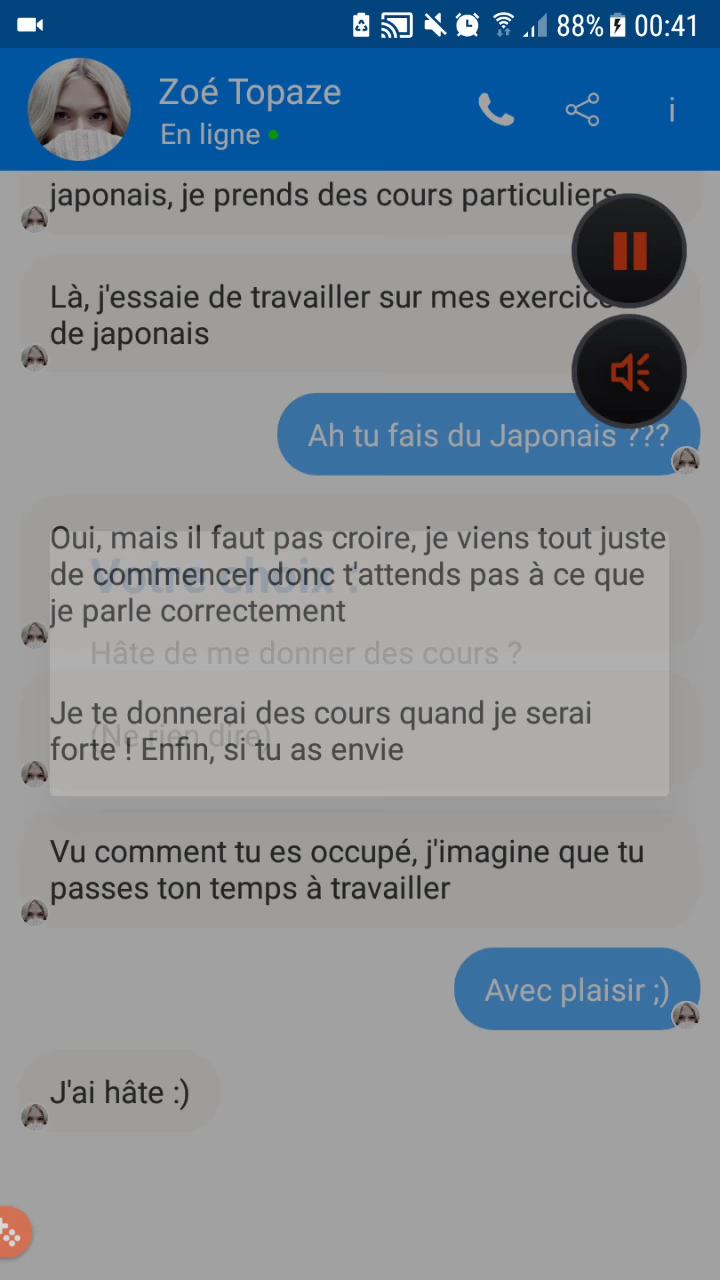 88% 00:41
Zoé Topaze
En ligne
japonais, je prends des cours particuliers
Là, j'essaie de travailler sur mes exercic
de japonais
Ah tu fais du Japonais ???
Oui, mais il faut pas croire, je viens tout juste
de commencer donc t'attends pas à ce que
je parle correctement
Votre choix :
Hâte de me donner des cours ?
Je te donnerai des cours quand je serai
(Ne rien dire)
forte ! Enfin, si tu as envie
Vu comment tu es occupé, j'imagine que tu
passes ton temps à travailler
Avec plaisir ;)
J'ai hâte :)